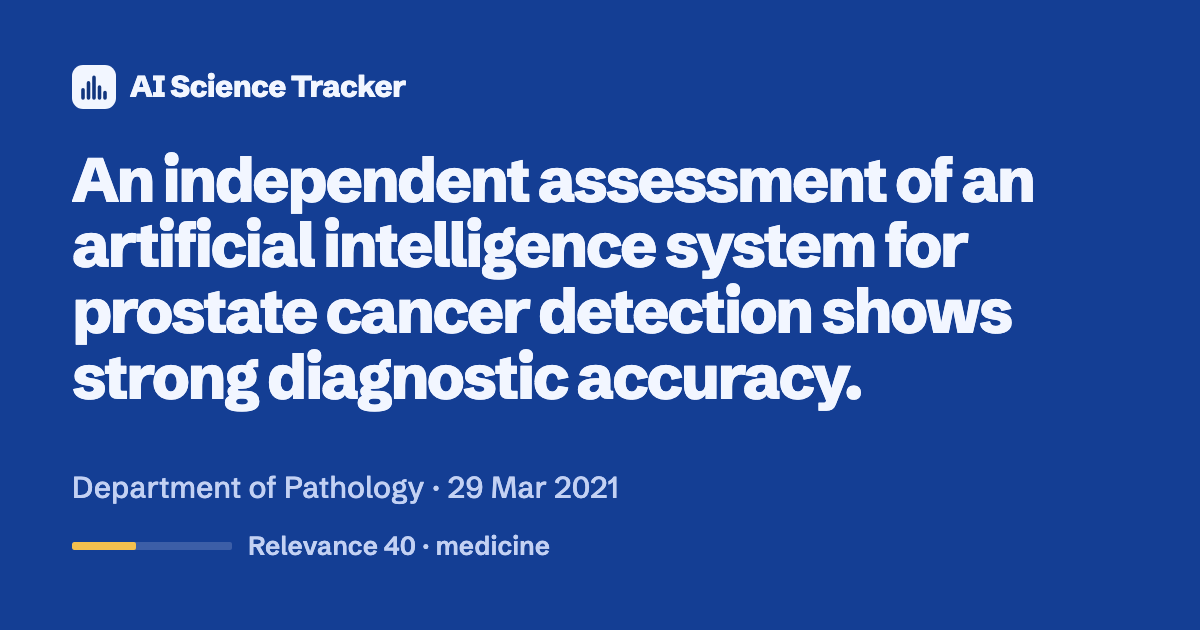 AI Science Tracker
An independent assessment of an
artificial intelligence system for
prostate cancer detection shows
strong diagnostic accuracy.
Department of Pathology · 29 Mar 2021
Relevance 40 · medicine